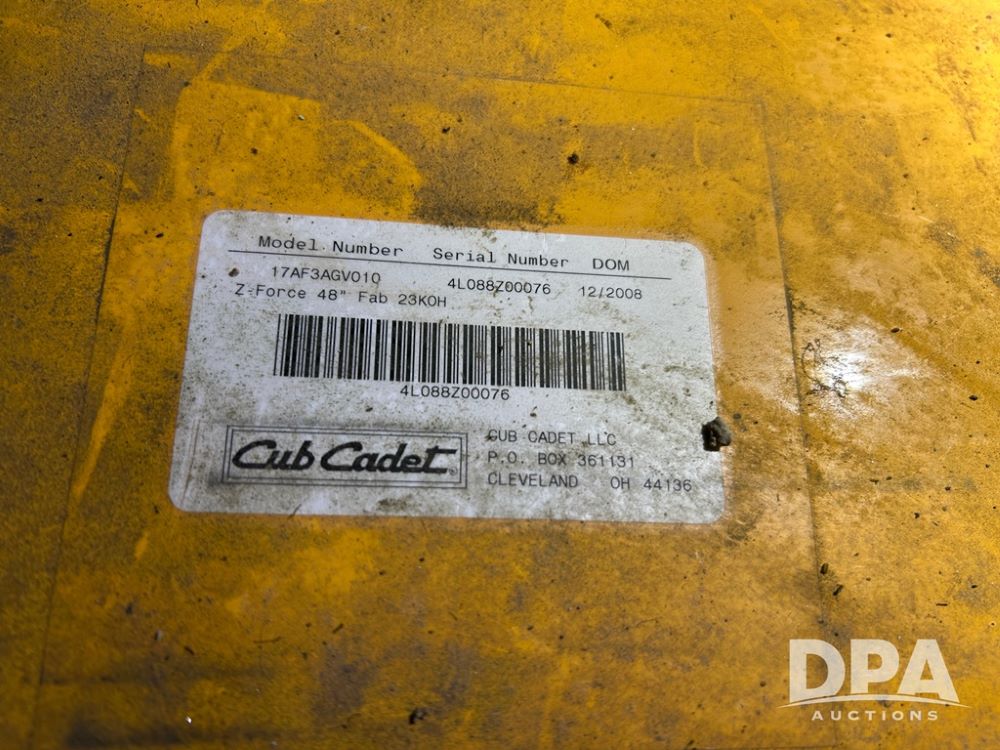 Model Number Serial Number DOM
17AF3AGV010 4L088Z00076 12/2008
Z-Force 48" Fab 23KOH
4L088Z00076
Cub Cadet
CUB CADET LLC
P.O. BOX 361131
CLEVELAND OH 44136
DPA
AUCTIONS